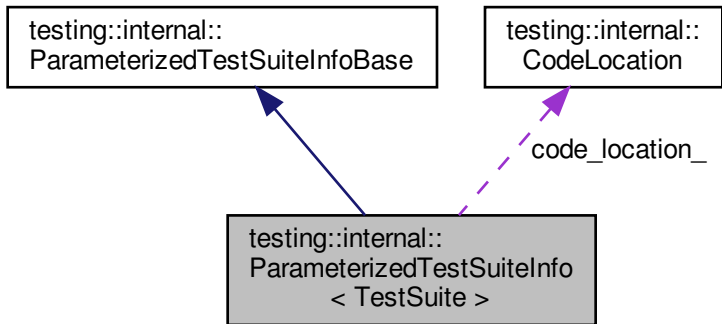 testing::internal::
ParameterizedTestSuiteInfoBase
testing::internal::
CodeLocation
code_location_
testing::internal::
ParameterizedTestSuiteInfo
< TestSuite >